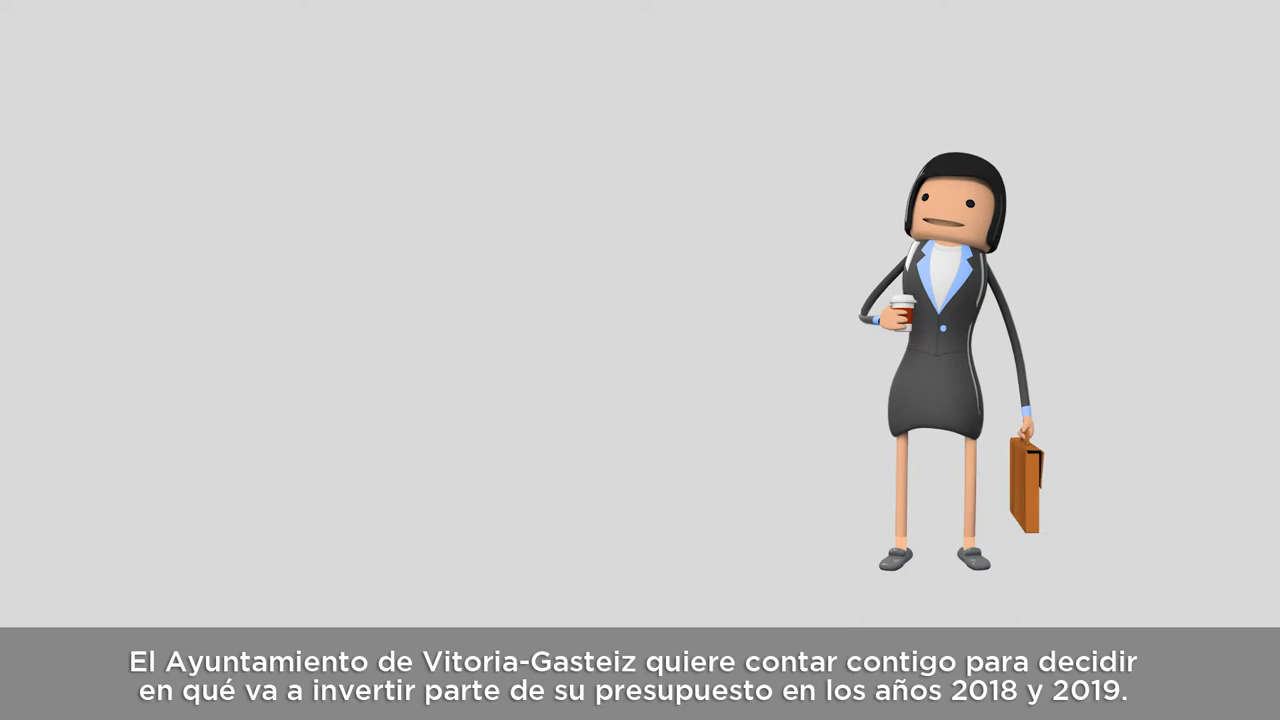 El Ayuntamiento de Vitoria-Gasteiz quiere contar contigo para decidir
en qué va a invertir parte de su presupuesto en los años 2018 y 2019.